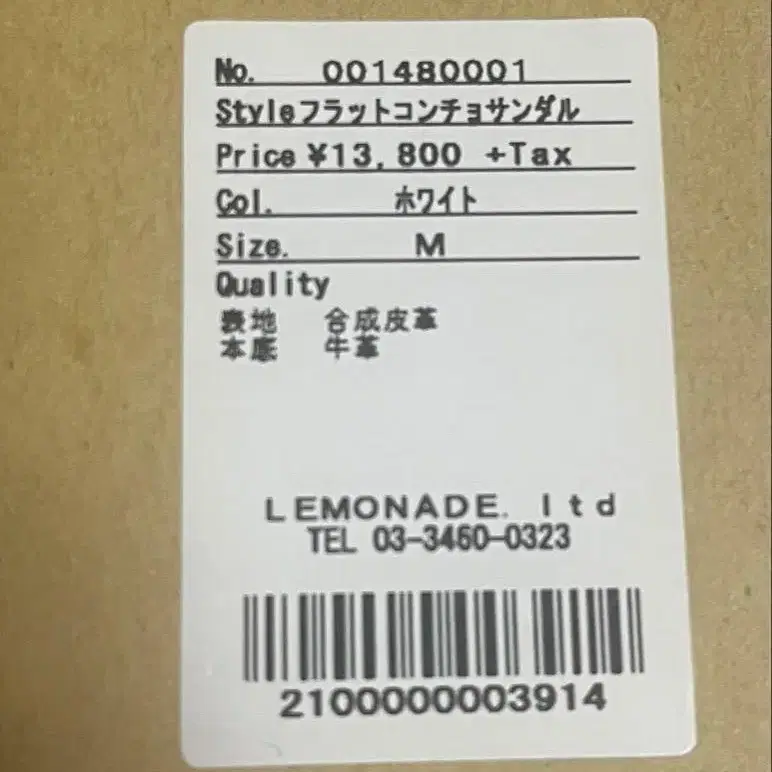 No. 001480001
Styleフラットコンチョサンダル
Price ¥13,800 +Tax
Col. ホワイト
Size. M
Quality
表地 合成皮革
本底 牛革
LEMONADE. ltd
TEL 03-3460-0323
2100000003914